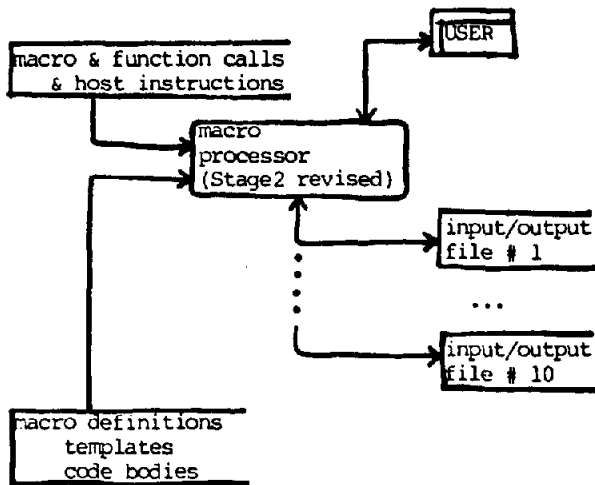 USER
macro & function calls
& host instructions
macro
processor
(Stage2 revised)
input/output
file # 1
...
input/output
file # 10
macro definitions
templates
code bodies